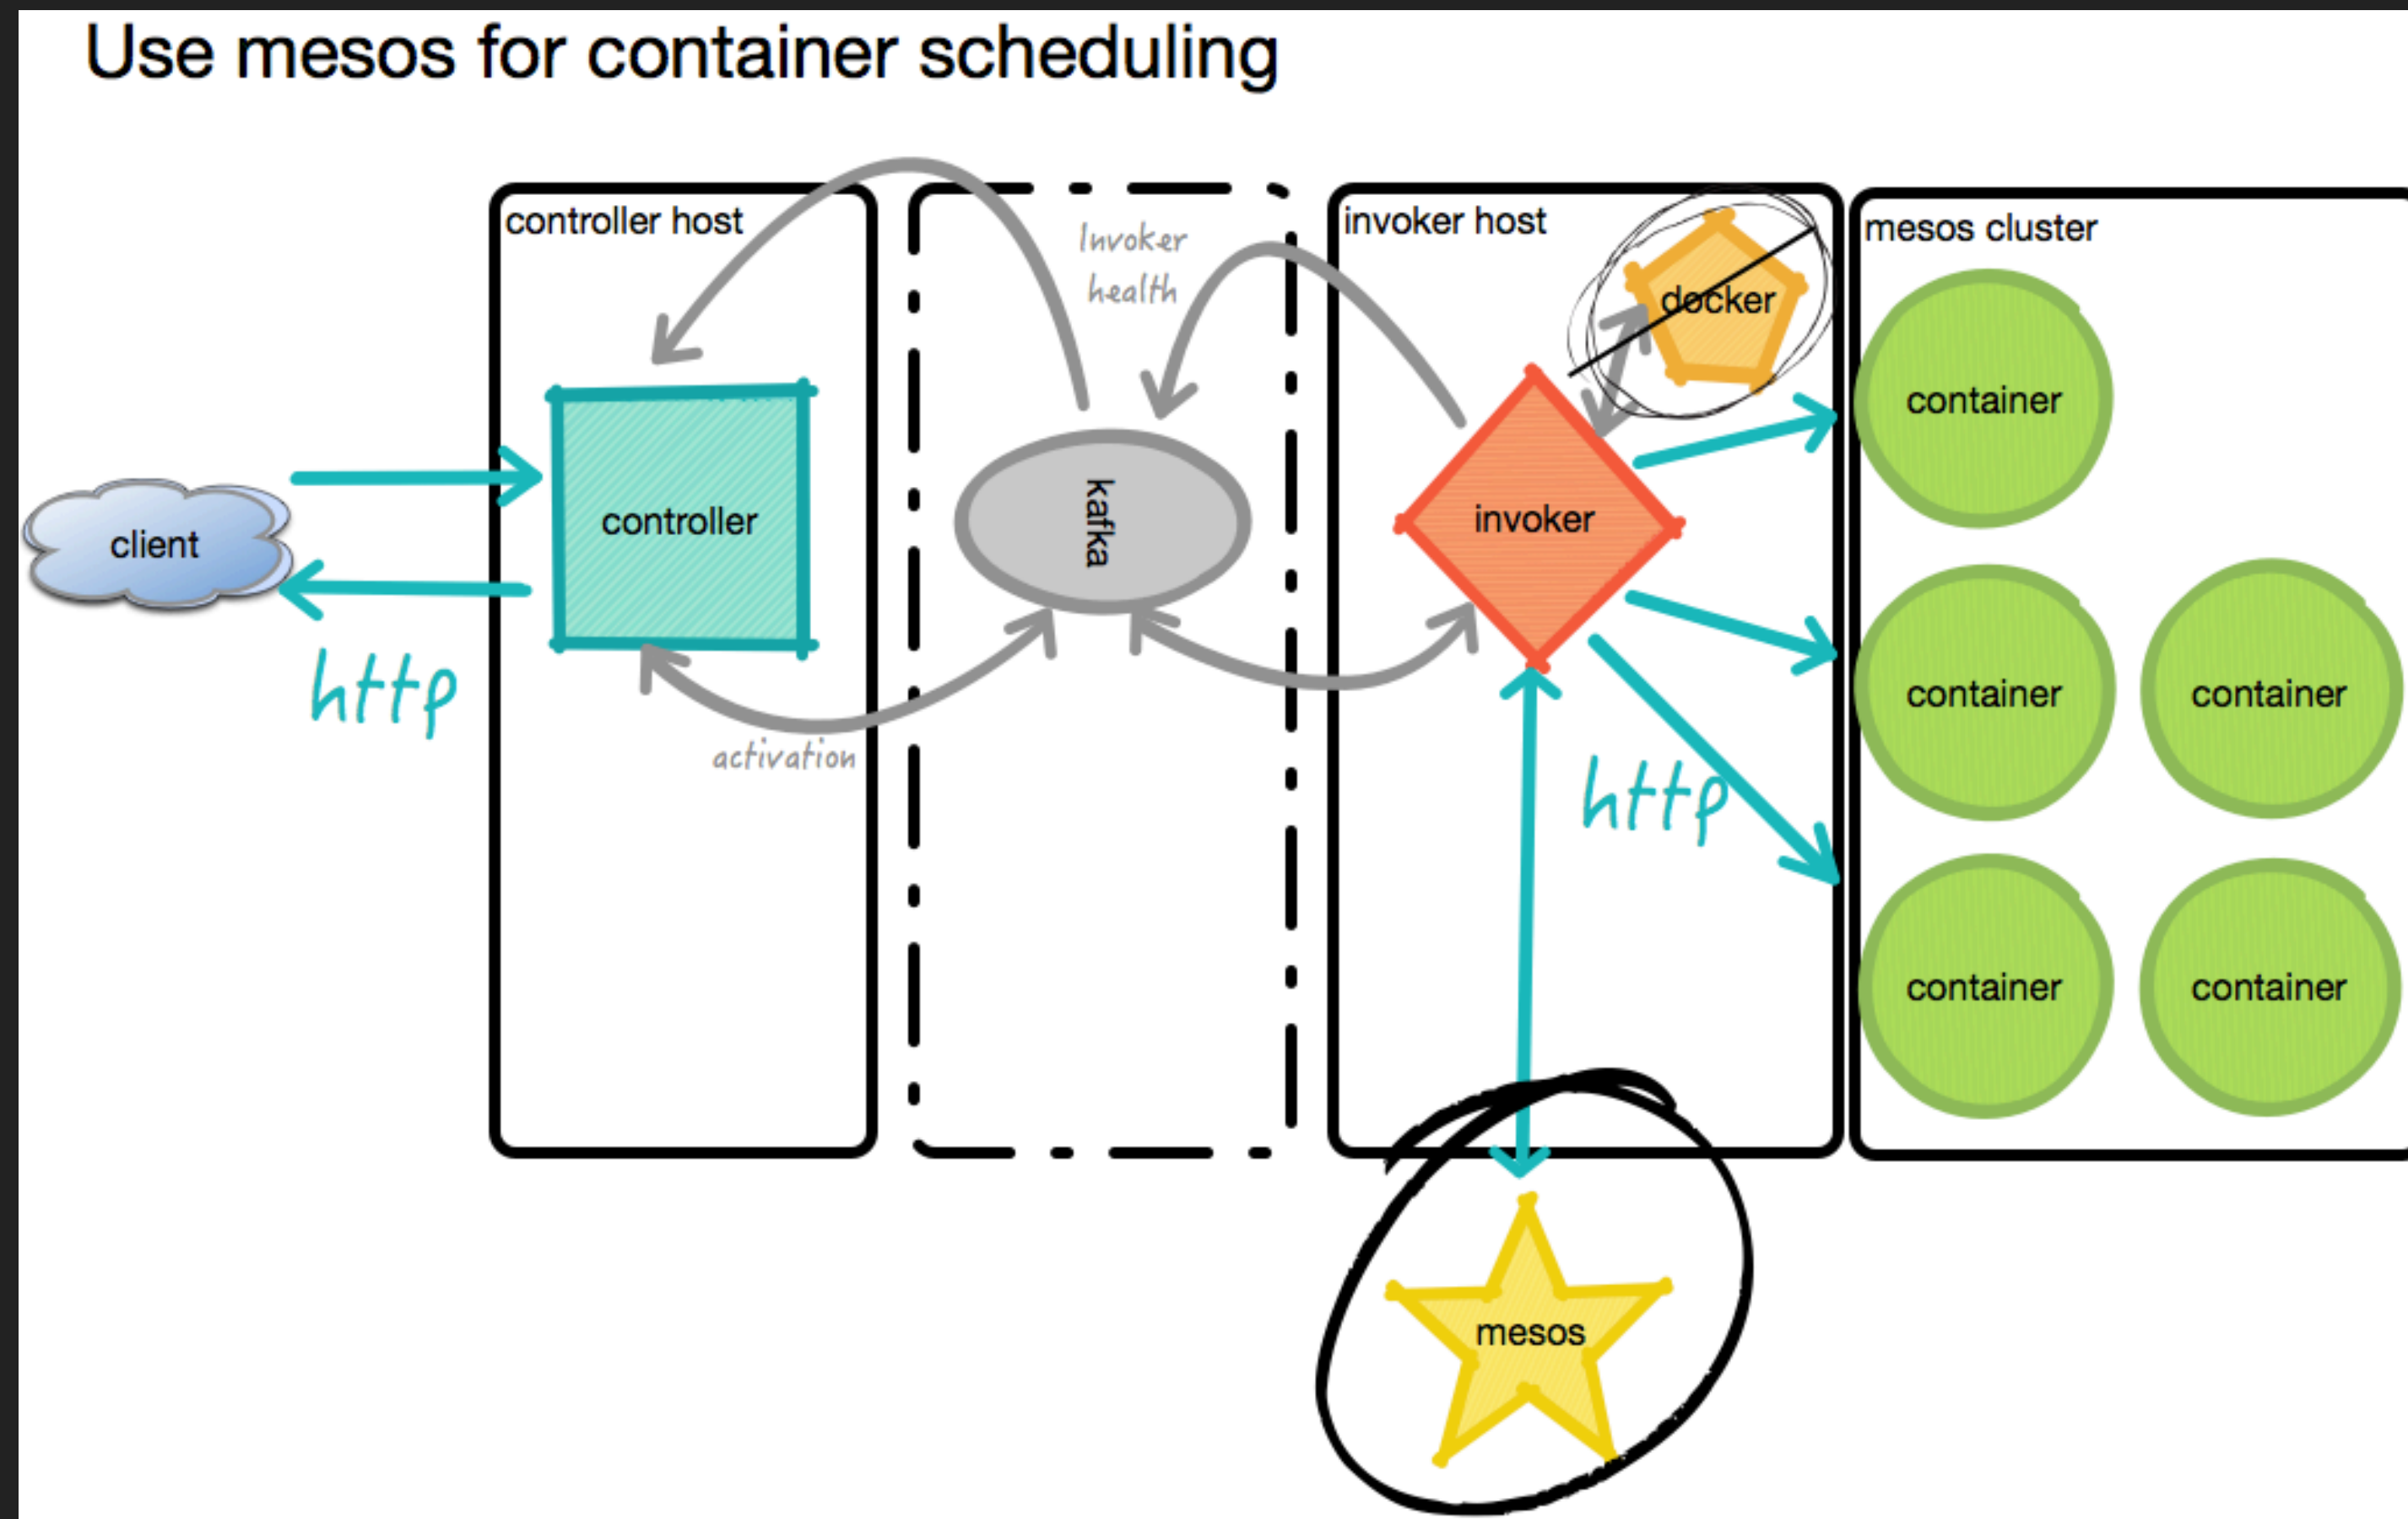 Use mesos for container scheduling
controller host
Invoker
health
invoker host
docker
mesos cluster
container
client
controller
kafka
invoker
http
activation
http
container
container
container
container
mesos